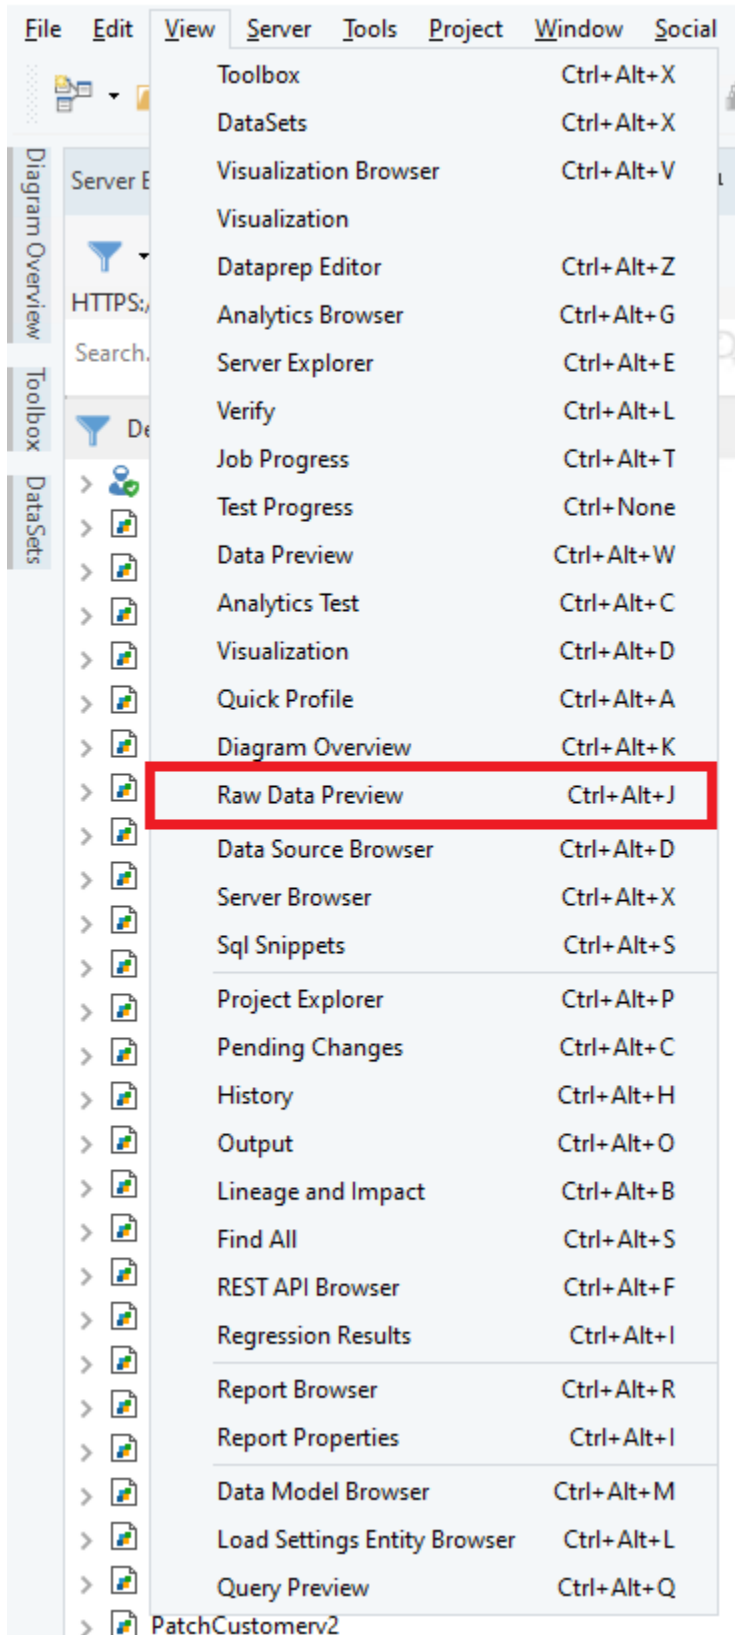 File Edit View Server Tools Project Window Social
Toolbox Ctrl+Alt+X
DataSets Ctrl+Alt+X
Visualization Browser Ctrl+Alt+V
Visualization
Dataprep Editor Ctrl+Alt+Z
Analytics Browser Ctrl+Alt+G
Server Explorer Ctrl+Alt+E
Verify Ctrl+Alt+L
Job Progress Ctrl+Alt+T
Test Progress Ctrl+None
Data Preview Ctrl+Alt+W
Analytics Test Ctrl+Alt+C
Visualization Ctrl+Alt+D
Quick Profile Ctrl+Alt+A
Diagram Overview Ctrl+Alt+K
Raw Data Preview Ctrl+Alt+J
Data Source Browser Ctrl+Alt+D
Server Browser Ctrl+Alt+X
Sql Snippets Ctrl+Alt+S
Project Explorer Ctrl+Alt+P
Pending Changes Ctrl+Alt+C
History Ctrl+Alt+H
Output Ctrl+Alt+O
Lineage and Impact Ctrl+Alt+B
Find All Ctrl+Alt+S
REST API Browser Ctrl+Alt+F
Regression Results Ctrl+Alt+I
Report Browser Ctrl+Alt+R
Report Properties Ctrl+Alt+I
Data Model Browser Ctrl+Alt+M
Load Settings Entity Browser Ctrl+Alt+L
Query Preview Ctrl+Alt+Q
Diagram Overview
Toolbox
DataSets
Server E
HTTPS:/
Search.
De
PatchCustomerv2